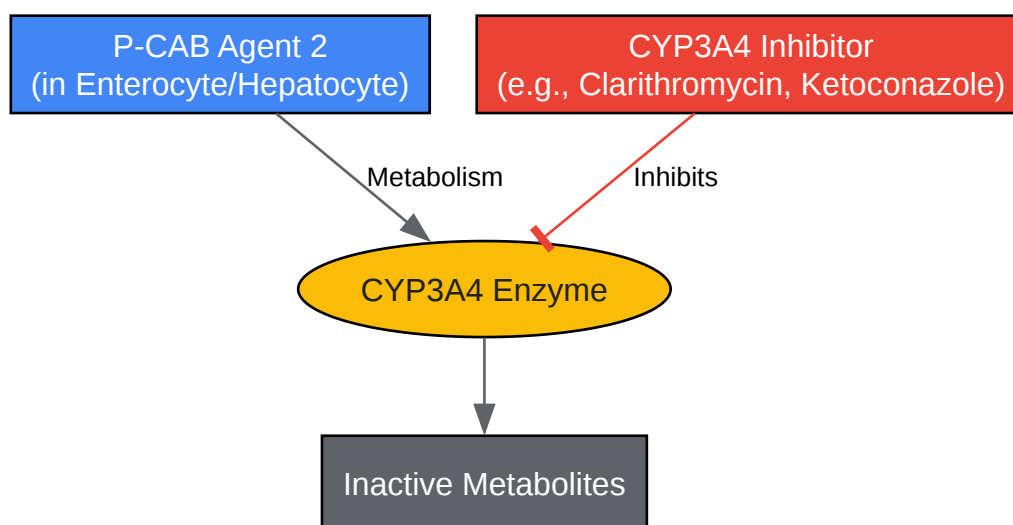 P-CAB Agent 2
(in Enterocyte/Hepatocyte)
CYP3A4 Inhibitor
(e.g., Clarithromycin, Ketoconazole)
Metabolism
Inhibits
CYP3A4 Enzyme
Inactive Metabolites